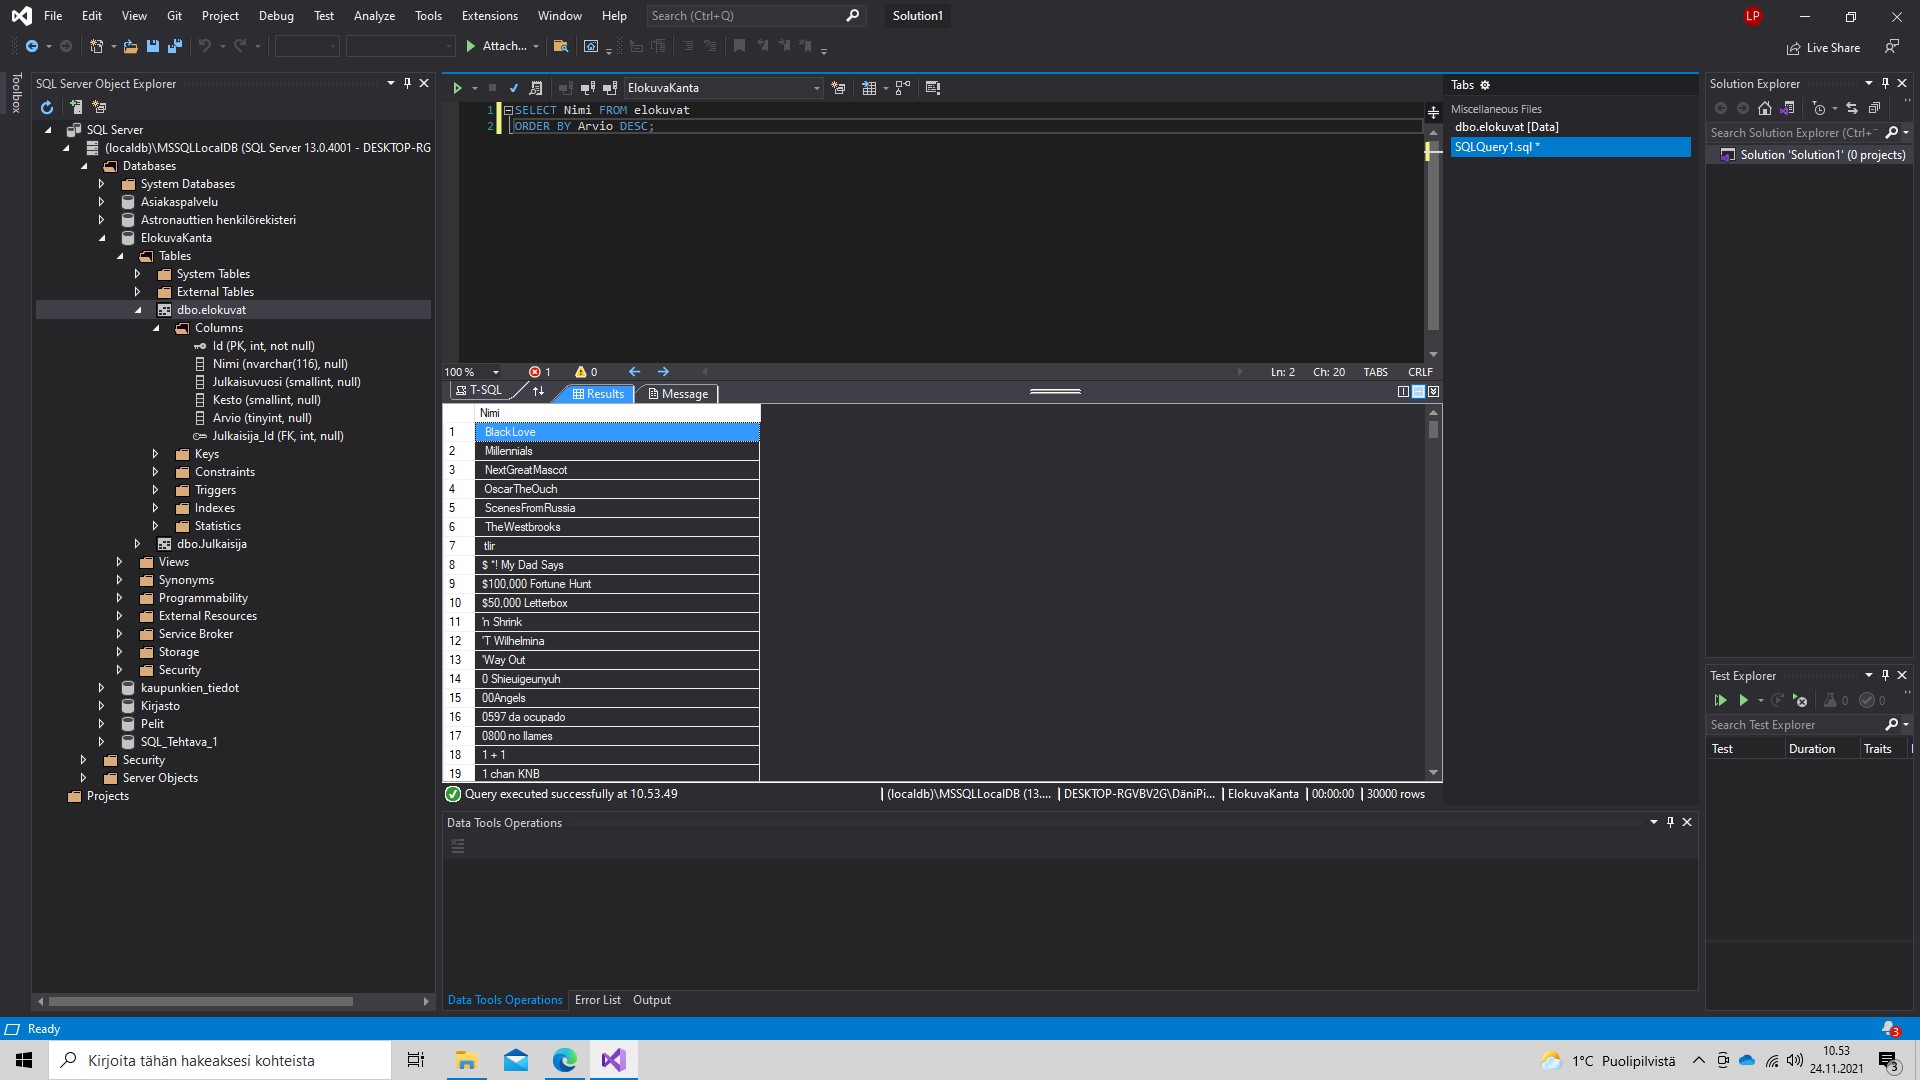 File Edit View Git Project Debug Test Analyze Tools Extensions Window Help Search (Ctrl+Q) Solution1 LP
Attach... Live Share
Toolbox
SQL Server Object Explorer
SQL Server
(localdb)\MSSQLLocalDB (SQL Server 13.0.4001 - DESKTOP-RG
Databases
System Databases
Asiakaspalvelu
Astronauttien henkilörekisteri
ElokuvaKanta
Tables
System Tables
External Tables
dbo.elokuvat
Columns
Id (PK, int, not null)
Nimi (nvarchar(116), null)
Julkaisuvuosi (smallint, null)
Kesto (smallint, null)
Arvio (tinyint, null)
Julkaisija_Id (FK, int, null)
Keys
Constraints
Triggers
Indexes
Statistics
dbo.Julkaisija
Views
Synonyms
Programmability
External Resources
Service Broker
Storage
Security
kaupunkien_tiedot
Kirjasto
Pelit
SQL_Tehtava_1
Security
Server Objects
Projects
ElokuvaKanta
1 SELECT Nimi FROM elokuvat
2 ORDER BY Arvio DESC;
100 % 1 0 Ln: 2 Ch: 20 TABS CRLF
T-SQL Results Message
Nimi
1 BlackLove
2 Millennials
3 NextGreatMascot
4 OscarTheOuch
5 ScenesFromRussia
6 TheWestbrooks
7 tlir
8 $ *! My Dad Says
9 $100,000 Fortune Hunt
10 $50,000 Letterbox
11 'n Shrink
12 'T Wilhelmina
13 'Way Out
14 0 Shieuigeunyuh
15 00Angels
16 0597 da ocupado
17 0800 no llames
18 1 + 1
19 1 chan KNB
Query executed successfully at 10.53.49 (localdb)\MSSQLLocalDB (13.... DESKTOP-RGVBV2G\DäniPi... ElokuvaKanta 00:00:00 30000 rows
Data Tools Operations
Data Tools Operations Error List Output
Tabs
Miscellaneous Files
dbo.elokuvat [Data]
SQLQuery1.sql *
Solution Explorer
Search Solution Explorer (Ctrl+
Solution 'Solution1' (0 projects)
Test Explorer
0 0
Search Test Explorer
Test Duration Traits
Ready 3
Kirjoita tähän hakeaksesi kohteista 1°C Puolipilvistä 10.53
24.11.2021 3